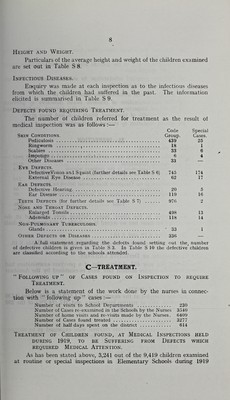 8
Height and Weight.
Particulars of the average height and weight of the children examined
are set out in Table S 8.
Infectious Diseases.
Enquiry was made at each inspection as to the infectious diseases
from which the children had suffered in the past. The information
elicited is summarised in Table S 9.
Defects found requiring Treatment.
The number of children referred for treatment as the result of
medical inspection was as follows :—
Code Special
Group. Cases.
Skin Conditions.
Pediculosis 439 23
Ringworm 18 1
Scabies 33 6
Impetigo 8 4
Other Diseases 33 —
Eye Defects.
Defective Vision and Squint (further details see Table S 6) 745 174
External Eye Disease 62 17
Ear Defects.
Defective Hearing 20 3
Ear Disease 119 16
Teeth Defects (for further details see Table S 7) 976 2
Nose and Throat Defects.
Enlarged Tonsils 408 13
Adenoids 118 14
Non-Pulmonary Tuberculosis.
Glands 33 1
Other Defects or Diseases 230 —
A full statement regarding the defects found setting out the number
of defective children is given in Table S 2. In Table S 10 the defective children
are classified according to the schools attended.
C—TREATMENT.
"Following up" of Cases found on Inspection to require
Treatment.
Below is a statement of the work done by the nurses in connec-
tion with "following up" cases :—
Number of visits to School Departments 220
Number of Cases re-examined in the Schools by the Nurses 3540
Number of home visits and re-visits made by the Nurses 6409
Number of Cases found treated 3277
Number of half days spent on the district 614
Treatment of Children found, at Medical Inspections held
during 1919, to be Suffering from Defects which
required Medical Attention.
As has been stated above, 3,241 out of the 9,419 children examined
at routine or special inspections in Elementary Schools during 1919